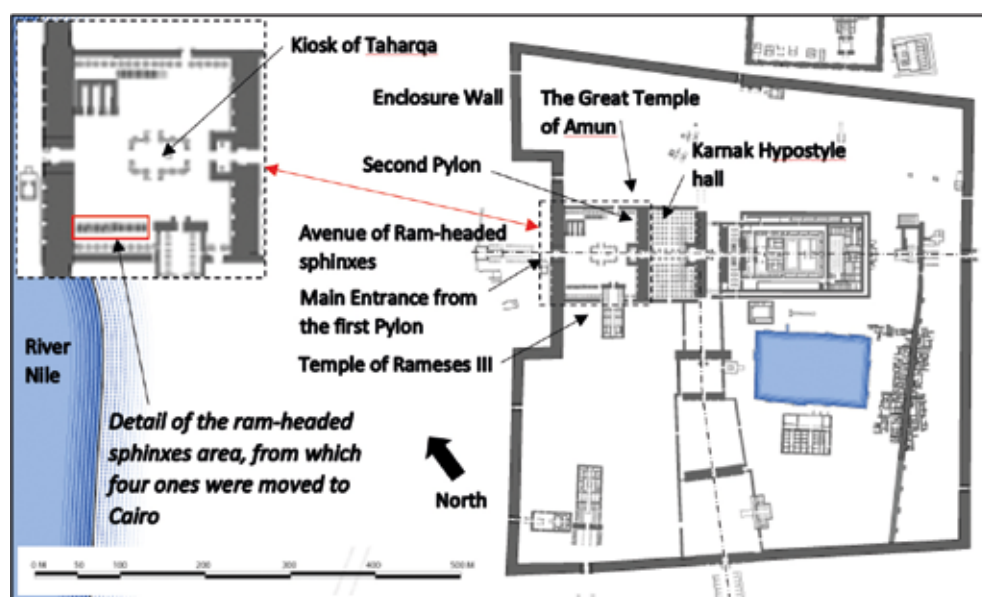 Kiosk of Taharqa
Enclosure Wall
The Great Temple
of Amun
Second Pylon
Karnak Hypostyle
hall
Avenue of Ram-headed
sphinxes
Main Entrance from
the first Pylon
Temple of Rameses III
River
Nile
Detail of the ram-headed
sphinxes area, from which
four ones were moved to
Cairo
North
0 M 50 100 200 300 400 500 M